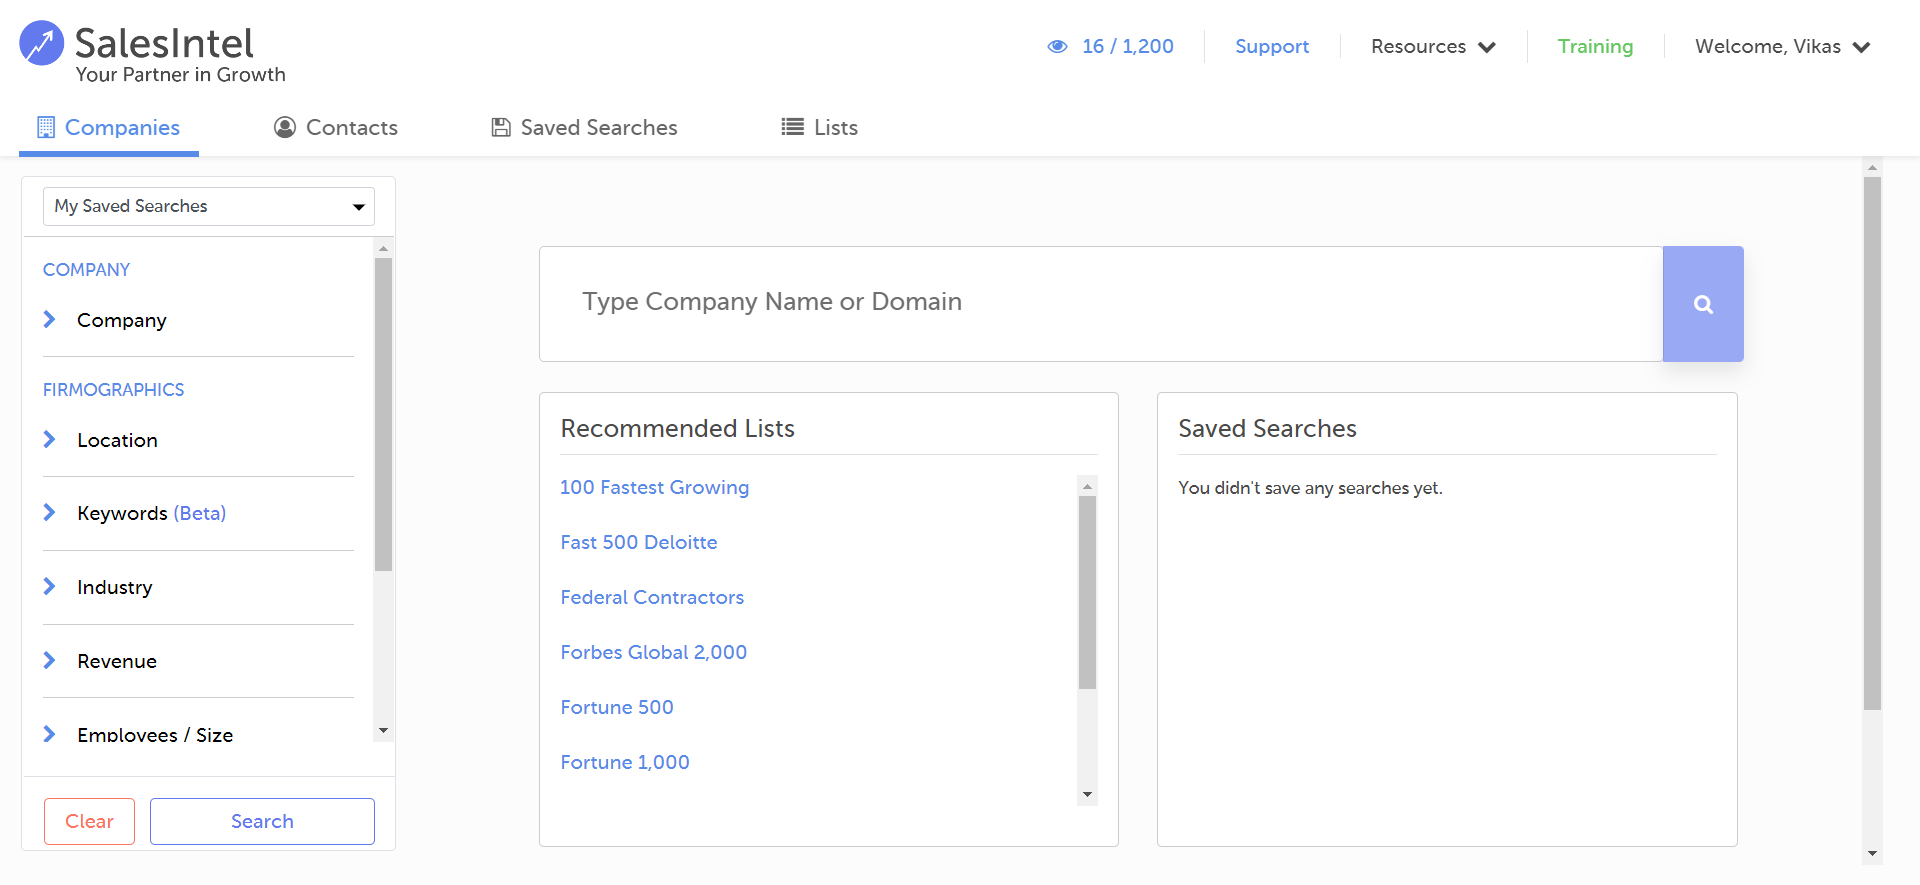 SalesIntel
Your Partner in Growth
16 / 1,200
Support
Resources
Training
Welcome, Vikas
Companies
Contacts
Saved Searches
Lists
My Saved Searches
COMPANY
Company
FIRMOGRAPHICS
Location
Keywords (Beta)
Industry
Revenue
Employees / Size
Clear
Search
Type Company Name or Domain
Recommended Lists
100 Fastest Growing
Fast 500 Deloitte
Federal Contractors
Forbes Global 2,000
Fortune 500
Fortune 1,000
Saved Searches
You didn't save any searches yet.